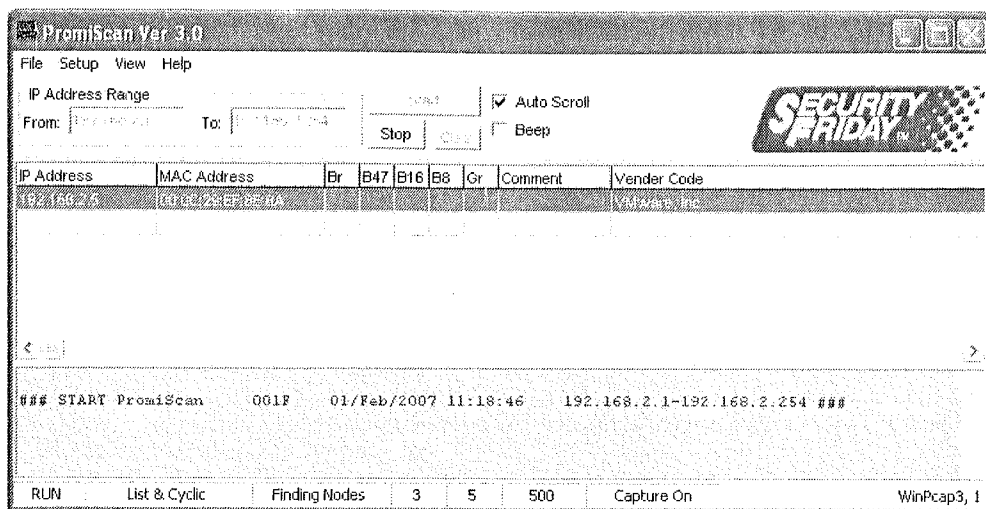 PromiScan Ver 3.0
File Setup View Help
IP Address Range
From: To:
Stop
Auto Scroll
Beep
SECURITY FRIDAY
IP Address MAC Address Br B47 B16 B8 Gr Comment Vender Code
VMware, Inc.
### START PromiScan 001F 01/Feb/2007 11:18:46 192.168.2.1-192.168.2.254 ###
RUN List & Cyclic Finding Nodes 3 5 500 Capture On WinPcap3, 1